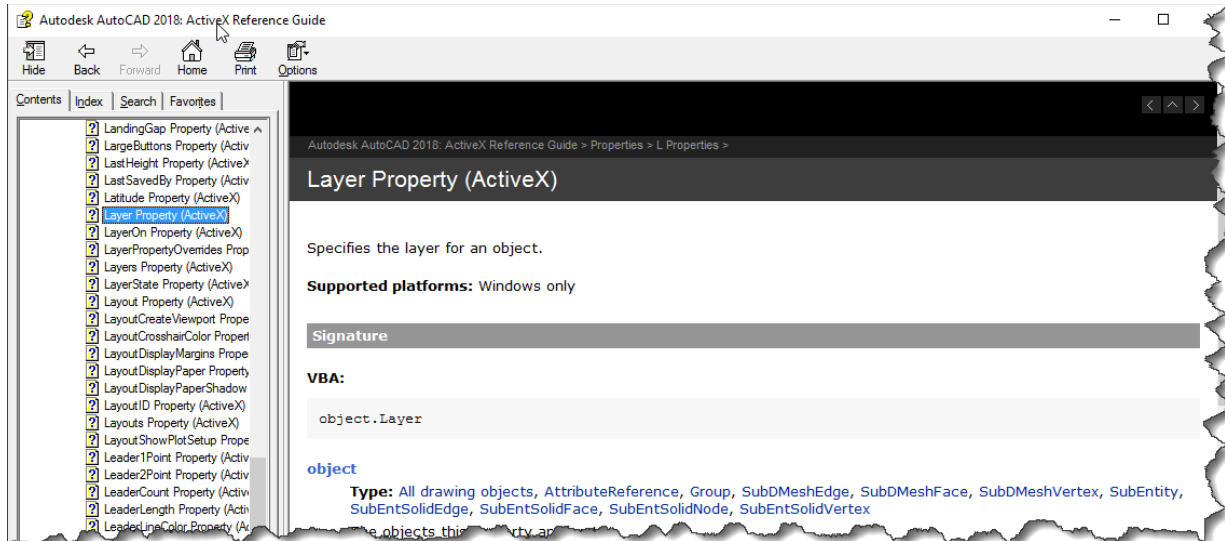 Autodesk AutoCAD 2018: ActiveX Reference Guide
Hide Back Forward Home Print Options
Contents Index Search Favorites
LandingGap Property (Active
LargeButtons Property (Activ
LastHeight Property (ActiveX
LastSavedBy Property (Activ
Latitude Property (ActiveX)
Layer Property (ActiveX)
LayerOn Property (ActiveX)
LayerPropertyOverrides Prop
Layers Property (ActiveX)
LayerState Property (ActiveX
Layout Property (ActiveX)
LayoutCreateViewport Prope
LayoutCrosshairColor Propert
LayoutDisplayMargins Prope
LayoutDisplayPaper Property
LayoutDisplayPaperShadow
LayoutID Property (ActiveX)
Layouts Property (ActiveX)
LayoutShowPlotSetup Prope
Leader1Point Property (Activ
Leader2Point Property (Activ
LeaderCount Property (Active
LeaderLength Property (Activ
LeaderLineColor Property (Ac
Autodesk AutoCAD 2018: ActiveX Reference Guide > Properties > L Properties >
Layer Property (ActiveX)
Specifies the layer for an object.
Supported platforms: Windows only
Signature
VBA:
object.Layer
object
Type: All drawing objects, AttributeReference, Group, SubDMeshEdge, SubDMeshFace, SubDMeshVertex, SubEntity,
SubEntSolidEdge, SubEntSolidFace, SubEntSolidNode, SubEntSolidVertex
objects this